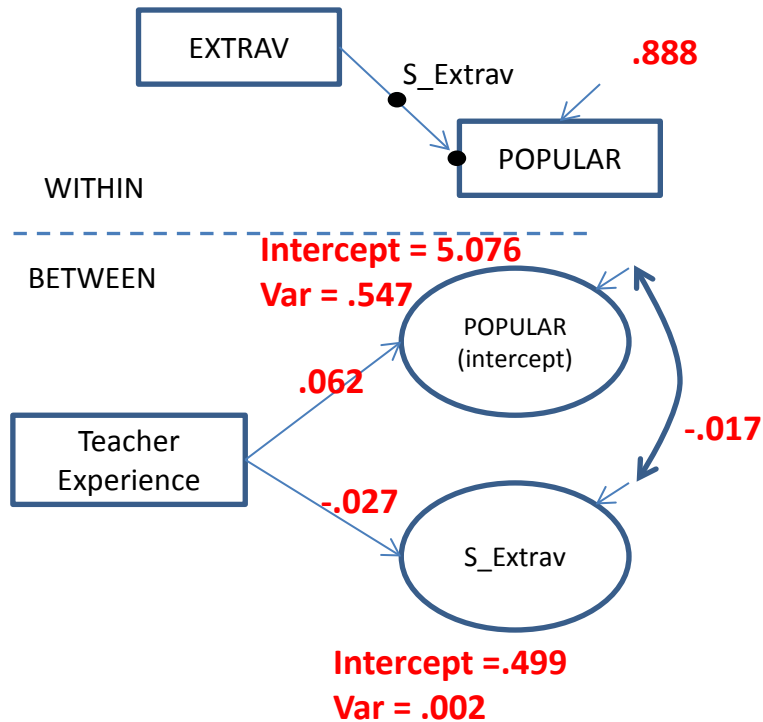 EXTRAV
.888
S_Extrav
POPULAR
WITHIN
Intercept = 5.076
BETWEEN
Var = .547
POPULAR
(intercept)
.062
-.017
Teacher
Experience
-.027
S_Extrav
Intercept =.499
Var = .002